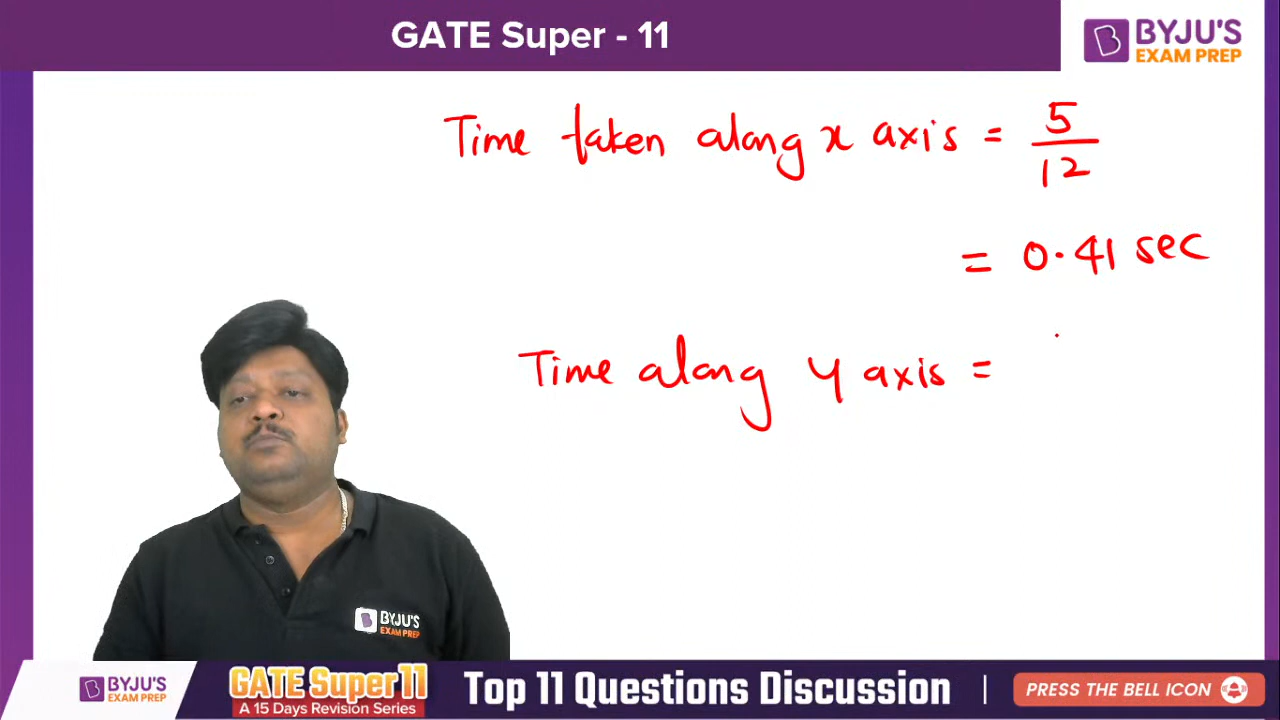 GATE Super - 11
BYJU'S
EXAM PREP
Time taken along x axis = 5/12
= 0.41 sec
Time along y axis =
BYJU'S
EXAM PREP
BYJU'S
EXAM PREP
GATE Super 11
A 15 Days Revision Series
Top 11 Questions Discussion
PRESS THE BELL ICON